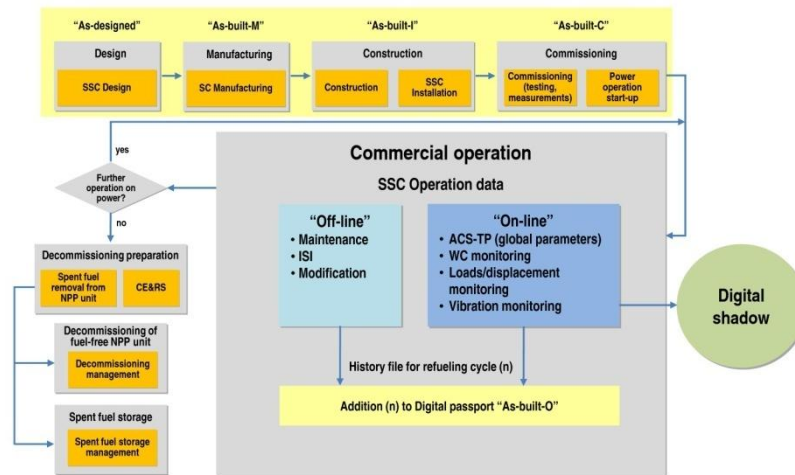 “As-designed”
“As-built-M”
“As-built-I”
“As-built-C”
Design
SSC Design
Manufacturing
SC Manufacturing
Construction
Construction
SSC
Installation
Commissioning
Commissioning
(testing,
measurements)
Power
operation
start-up
yes
Further
operation on
power?
no
Commercial operation
SSC Operation data
“Off-line”
• Maintenance
• ISI
• Modification
“On-line”
• ACS-TP (global parameters)
• WC monitoring
• Loads/displacement
monitoring
• Vibration monitoring
Digital
shadow
History file for refueling cycle (n)
Addition (n) to Digital passport “As-built-O”
Decommissioning preparation
Spent fuel
removal from
NPP unit
CE&RS
Decommissioning of
fuel-free NPP unit
Decommissioning
management
Spent fuel storage
Spent fuel storage
management